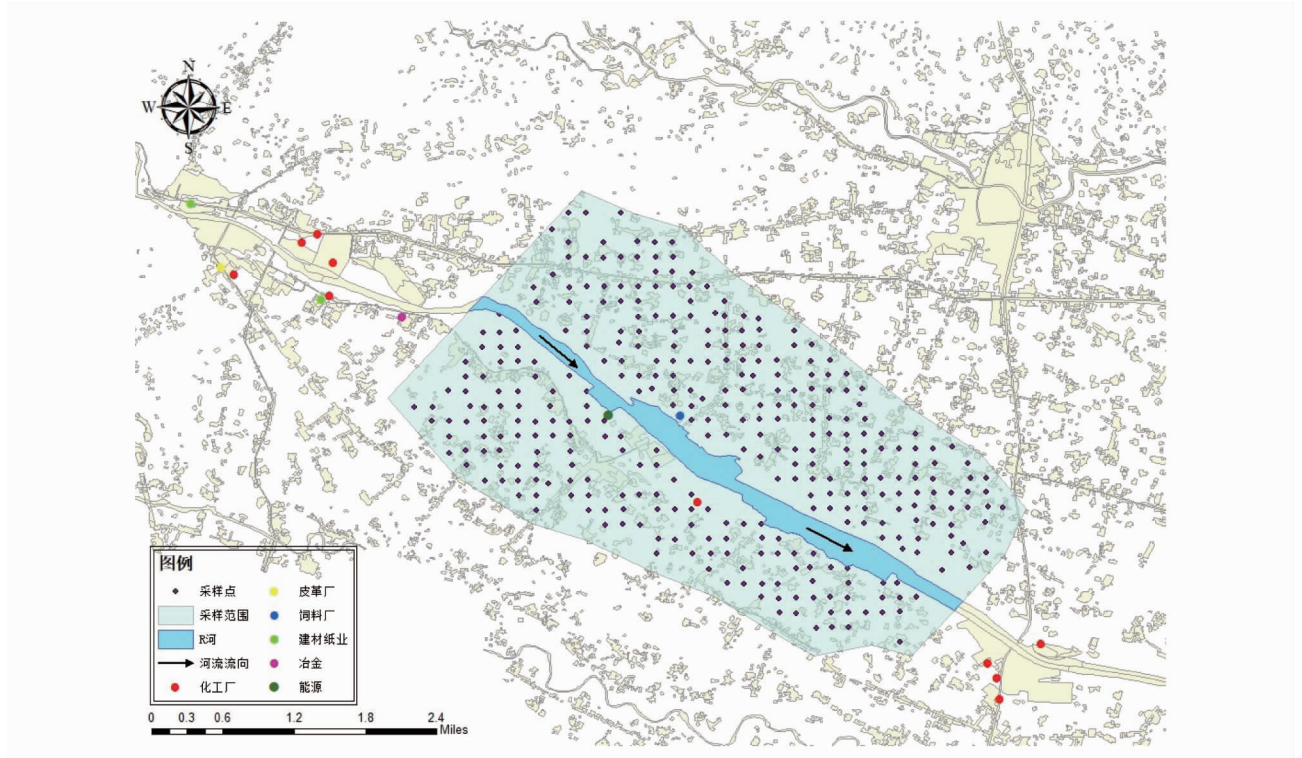 N
W E
S
图例
采样点 皮革厂
采样范围 饲料厂
R河 建材纸业
河流流向 冶金
化工厂 能源
0 0.3 0.6 1.2 1.8 2.4
Miles